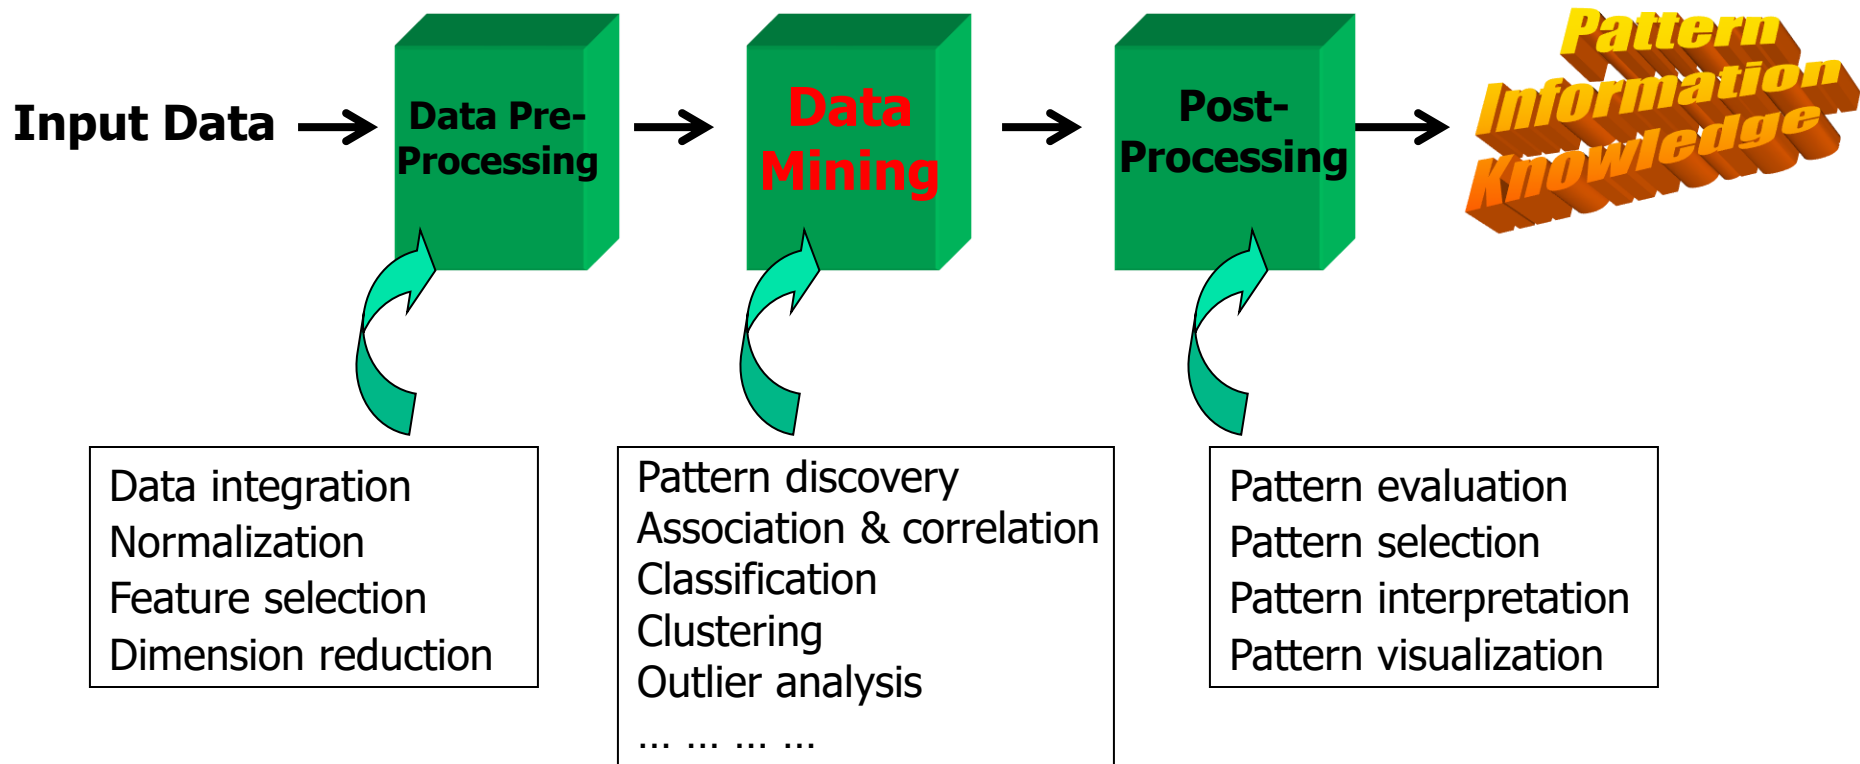 Input Data
Data Pre-
Processing
Data
Mining
Post-
Processing
Pattern
Information
Knowledge
Data integration
Normalization
Feature selection
Dimension reduction
Pattern discovery
Association & correlation
Classification
Clustering
Outlier analysis
… … … …
Pattern evaluation
Pattern selection
Pattern interpretation
Pattern visualization